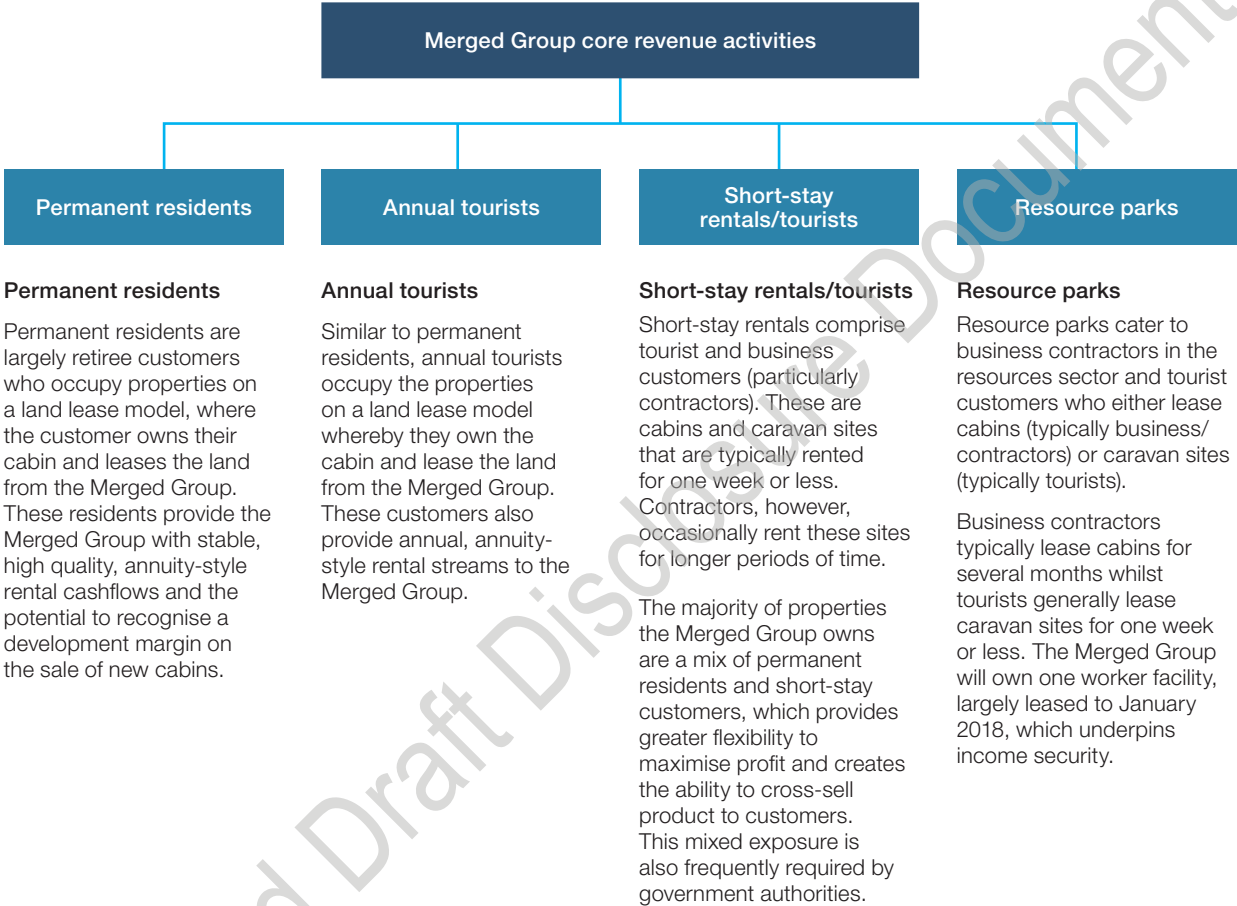 Merged Group core revenue activities
Permanent residents
Annual tourists
Short-stay
rentals/tourists
Resource parks
Permanent residents
Permanent residents are
largely retiree customers
who occupy properties on
a land lease model, where
the customer owns their
cabin and leases the land
from the Merged Group.
These residents provide the
Merged Group with stable,
high quality, annuity-style
rental cashflows and the
potential to recognise a
development margin on
the sale of new cabins.
Annual tourists
Similar to permanent
residents, annual tourists
occupy the properties
on a land lease model
whereby they own the
cabin and lease the land
from the Merged Group.
These customers also
provide annual, annuity-
style rental streams to the
Merged Group.
Short-stay rentals/tourists
Short-stay rentals comprise
tourist and business
customers (particularly
contractors). These are
cabins and caravan sites
that are typically rented
for one week or less.
Contractors, however,
occasionally rent these sites
for longer periods of time.
The majority of properties
the Merged Group owns
are a mix of permanent
residents and short-stay
customers, which provides
greater flexibility to
maximise profit and creates
the ability to cross-sell
product to customers.
This mixed exposure is
also frequently required by
government authorities.
Resource parks
Resource parks cater to
business contractors in the
resources sector and tourist
customers who either lease
cabins (typically business/
contractors) or caravan sites
(typically tourists).
Business contractors
typically lease cabins for
several months whilst
tourists generally lease
caravan sites for one week
or less. The Merged Group
will own one worker facility,
largely leased to January
2018, which underpins
income security.
d Draft Disclosure Document